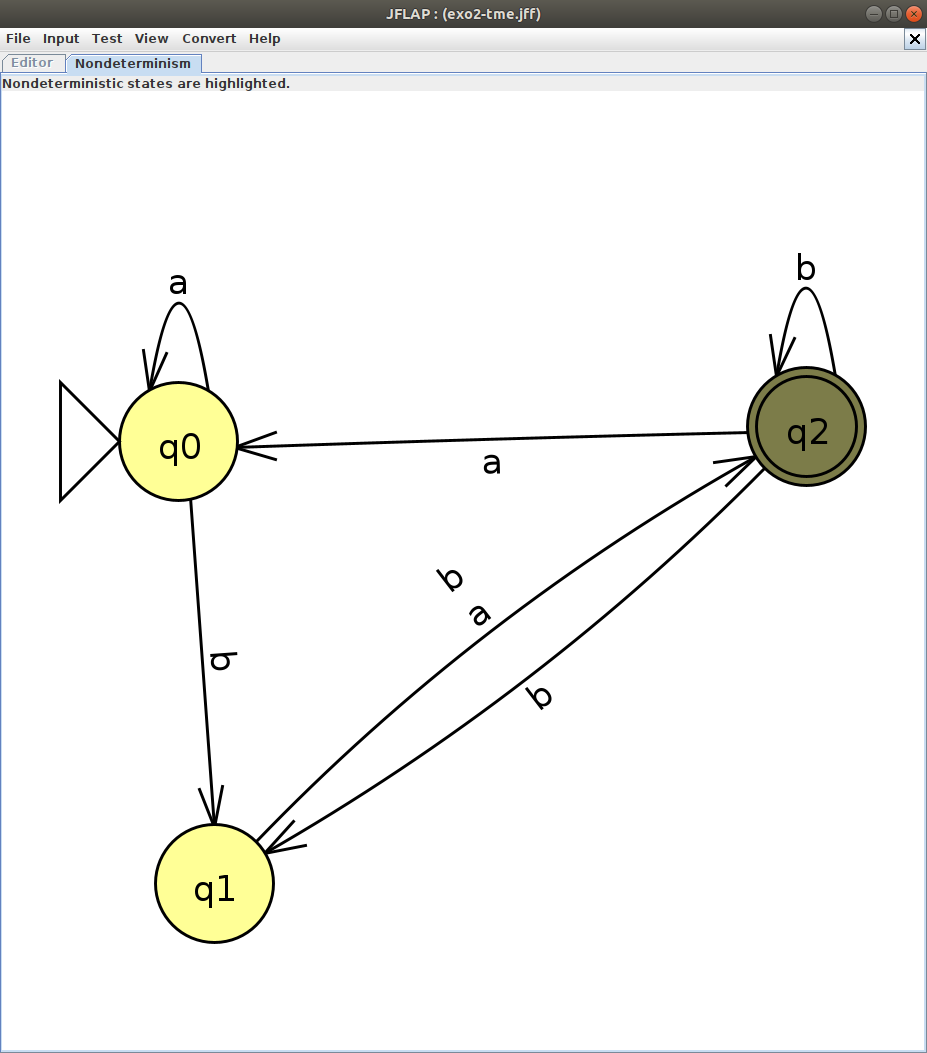 JFLAP : (exo2-tme.jff)
File Input Test View Convert Help
Editor Nondeterminism
Nondeterministic states are highlighted.
a
b
q0
q2
a
b
a
b
b
q1